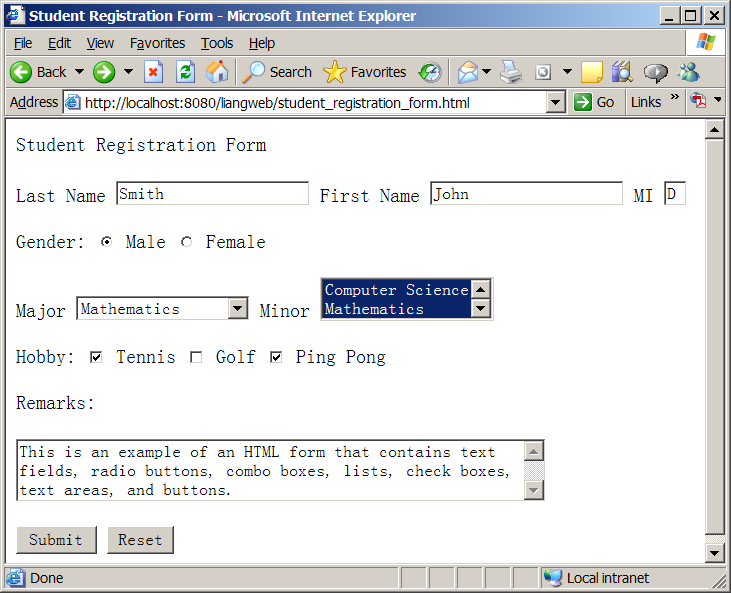 Student Registration Form - Microsoft Internet Explorer
File Edit View Favorites Tools Help
Back Search Favorites
Address http://localhost:8080/liangweb/student_registration_form.html Go Links »
Student Registration Form
Last Name Smith First Name John MI D
Gender: Male Female
Computer Science
Major Mathematics Minor Mathematics
Hobby: Tennis Golf Ping Pong
Remarks:
This is an example of an HTML form that contains text
fields, radio buttons, combo boxes, lists, check boxes,
text areas, and buttons.
Submit Reset
Done Local intranet